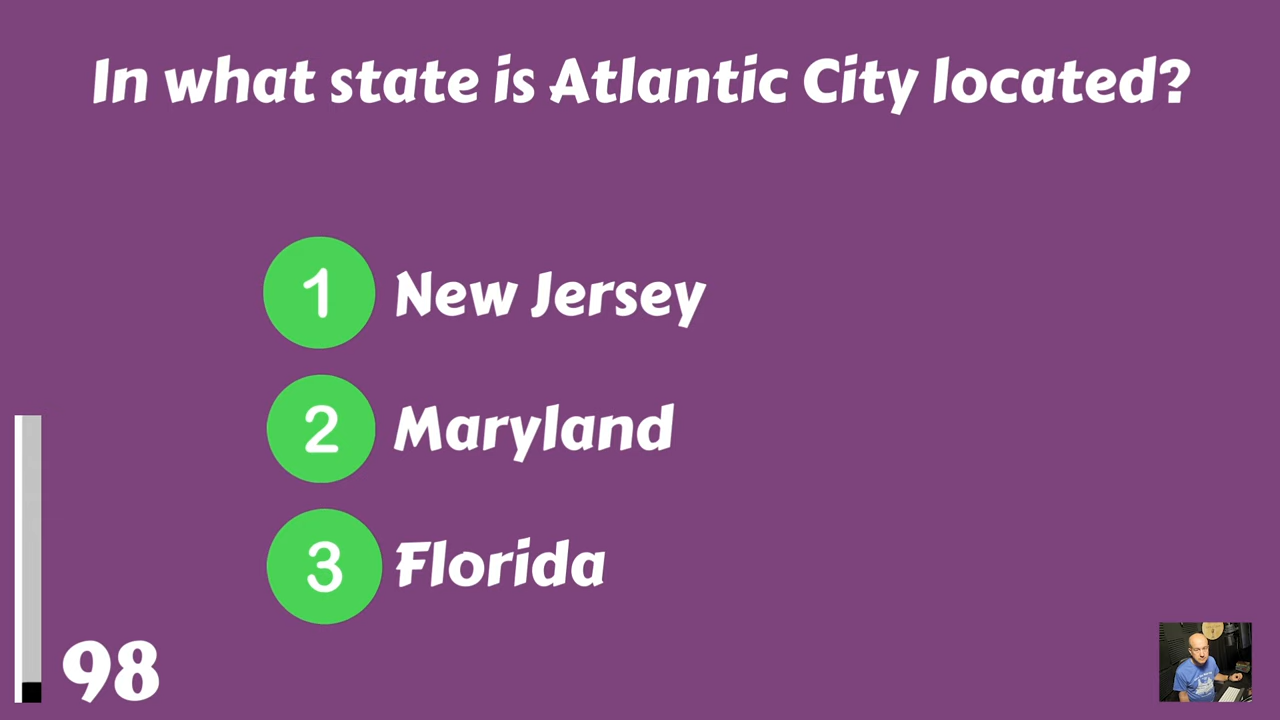 In what state is Atlantic City located?
1 New Jersey
2 Maryland
3 Florida
98